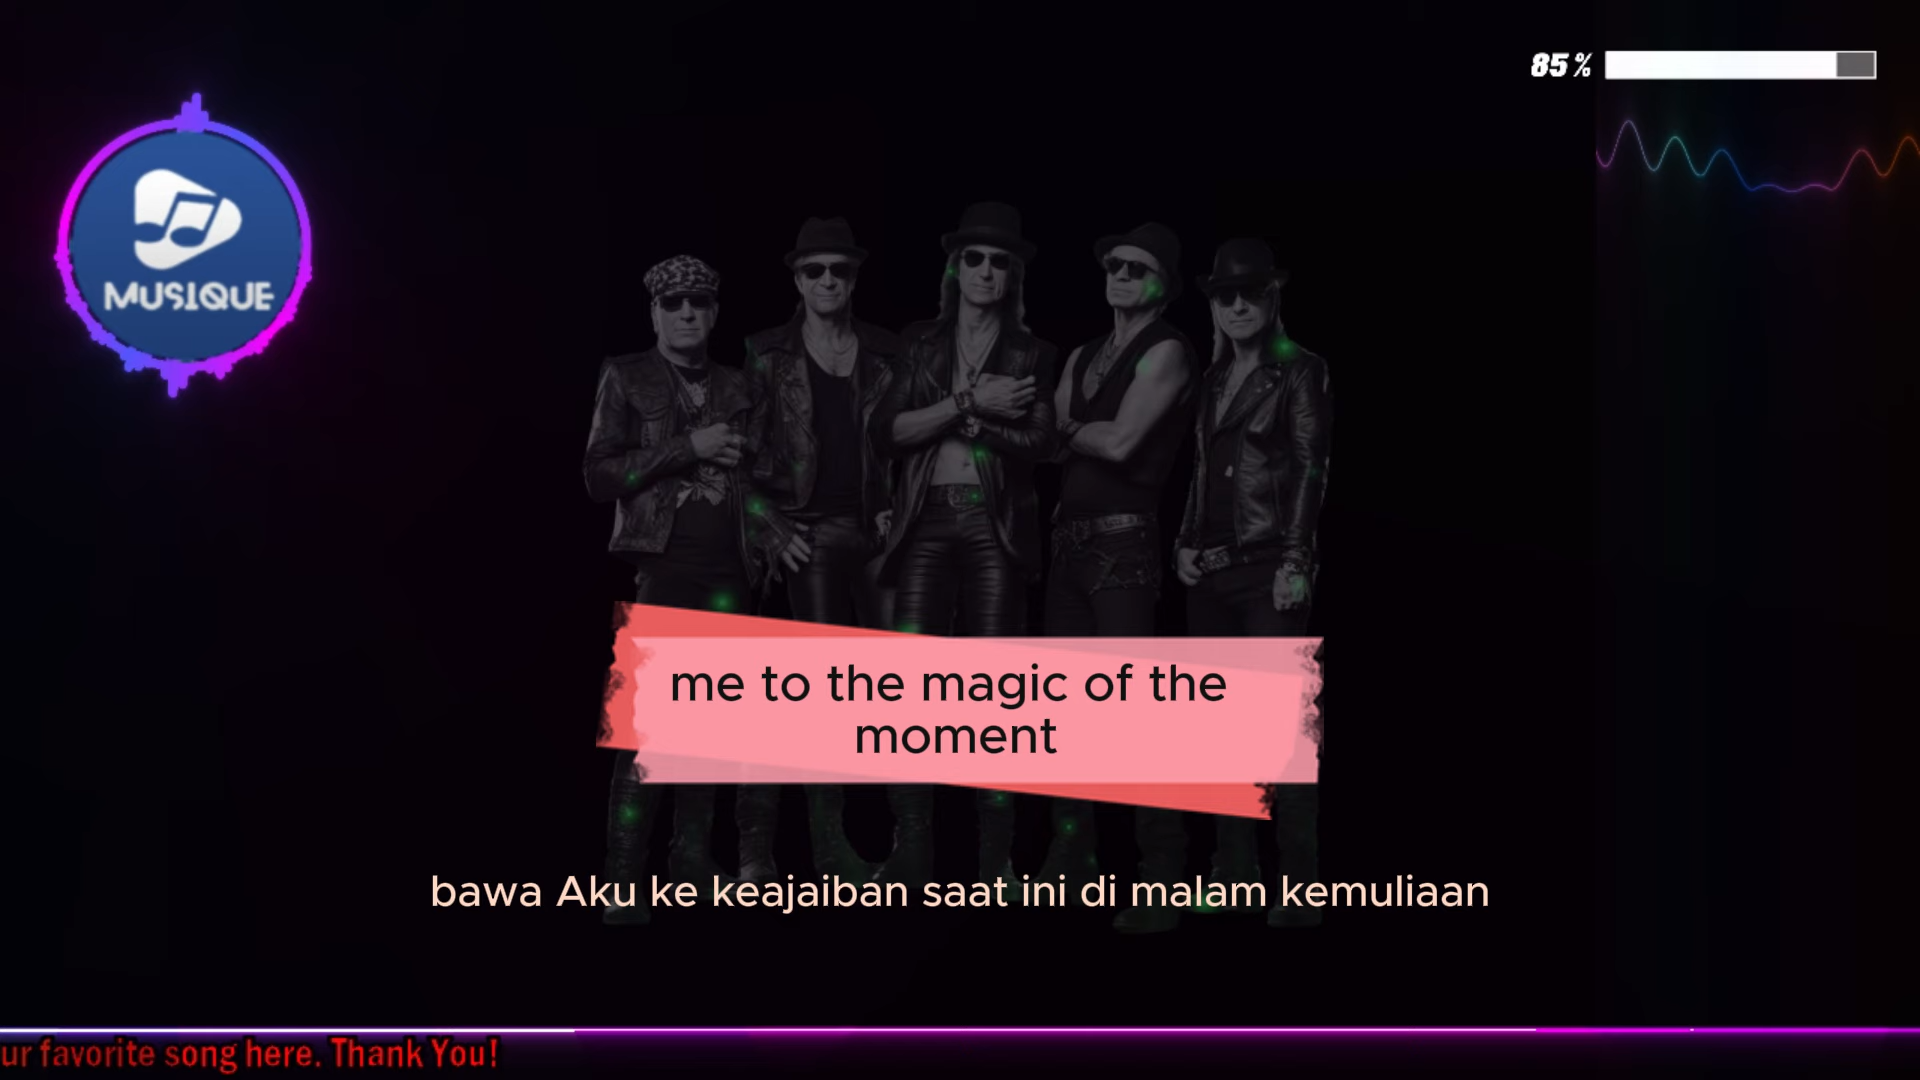 85%
MUSIQUE
me to the magic of the
moment
bawa Aku ke keajaiban saat ini di malam kemuliaan
ur favorite song here. Thank You!